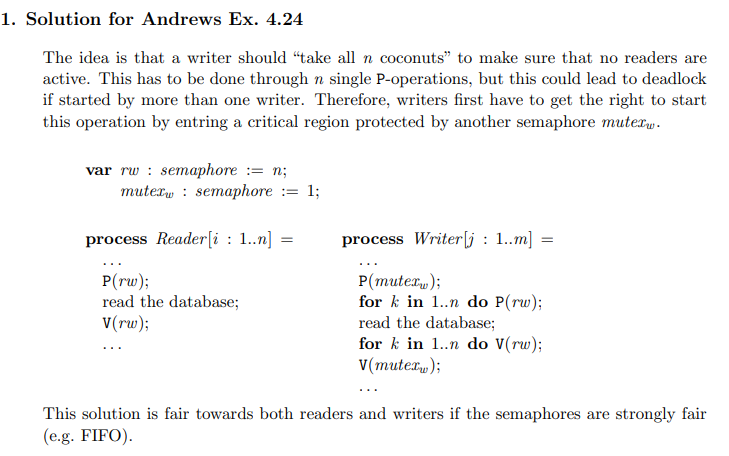 1. Solution for Andrews Ex. 4.24
The idea is that a writer should “take all n coconuts” to make sure that no readers are
active. This has to be done through n single P-operations, but this could lead to deadlock
if started by more than one writer. Therefore, writers first have to get the right to start
this operation by entring a critical region protected by another semaphore mutex_w.
var rw : semaphore := n;
mutex_w : semaphore := 1;
process Reader[i : 1..n] =
...
P(rw);
read the database;
V(rw);
...
process Writer[j : 1..m] =
...
P(mutex_w);
for k in 1..n do P(rw);
read the database;
for k in 1..n do V(rw);
V(mutex_w);
...
This solution is fair towards both readers and writers if the semaphores are strongly fair
(e.g. FIFO).